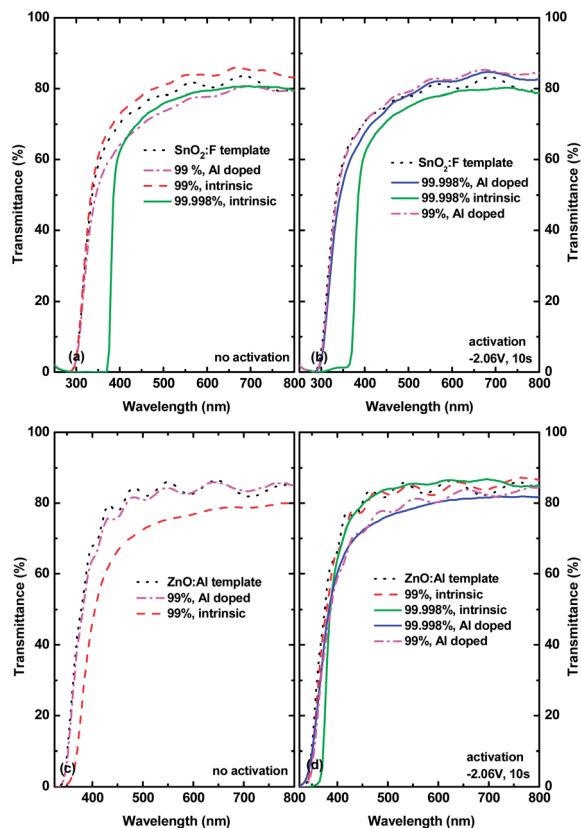 100
80
60
40
20
0
Transmittance (%)
SnO2:F template
99 %, Al doped
99%, intrinsic
99.998%, intrinsic
(a)
no activation
300 400 500 600 700 800
Wavelength (nm)
SnO2:F template
99.998%, Al doped
99.998%, intrinsic
99%, Al doped
(b)
activation
-2.06V, 10s
300 400 500 600 700 800
Wavelength (nm)
100
80
60
40
20
0
Transmittance (%)
100
80
60
40
20
0
Transmittance (%)
ZnO:Al template
99%, Al doped
99%, intrinsic
(c)
no activation
400 500 600 700 800
Wavelength (nm)
ZnO:Al template
99%, intrinsic
99.998%, intrinsic
99.998%, Al doped
99%, Al doped
(d)
activation
-2.06V, 10s
400 500 600 700 800
Wavelength (nm)
100
80
60
40
20
0
Transmittance (%)